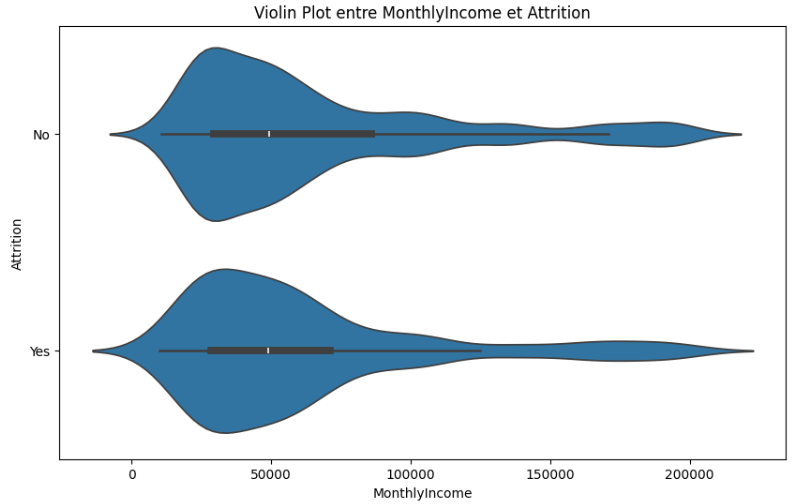 Violin Plot entre MonthlyIncome et Attrition
No
Yes
Attrition
0 50000 100000 150000 200000
MonthlyIncome